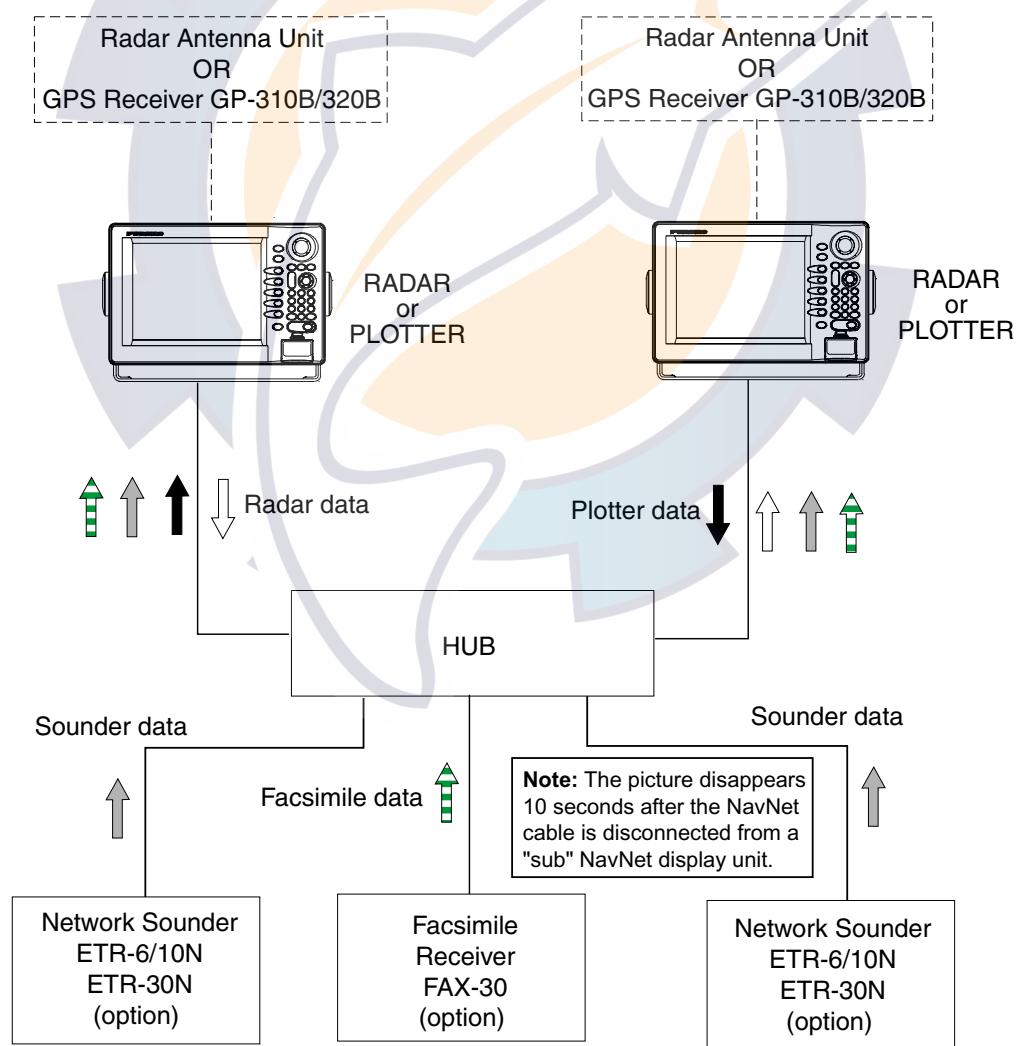 Radar Antenna Unit
OR
GPS Receiver GP-310B/320B
Radar Antenna Unit
OR
GPS Receiver GP-310B/320B
RADAR
or
PLOTTER
RADAR
or
PLOTTER
Radar data
Plotter data
HUB
Sounder data
Sounder data
Facsimile data
Note: The picture disappears
10 seconds after the NavNet
cable is disconnected from a
"sub" NavNet display unit.
Network Sounder
ETR-6/10N
ETR-30N
(option)
Facsimile
Receiver
FAX-30
(option)
Network Sounder
ETR-6/10N
ETR-30N
(option)